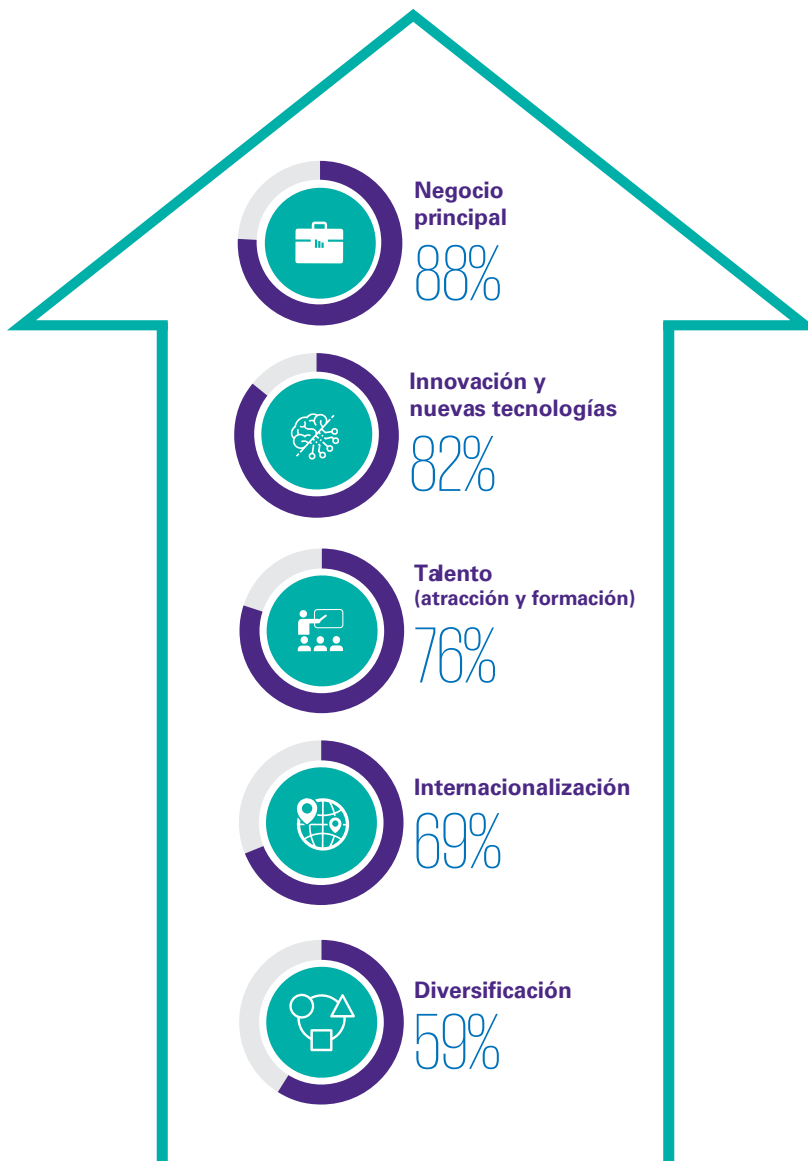 Negocio
principal
88%
Innovación y
nuevas tecnologías
82%
Talento
(atracción y formación)
76%
Internacionalización
69%
Diversificación
59%